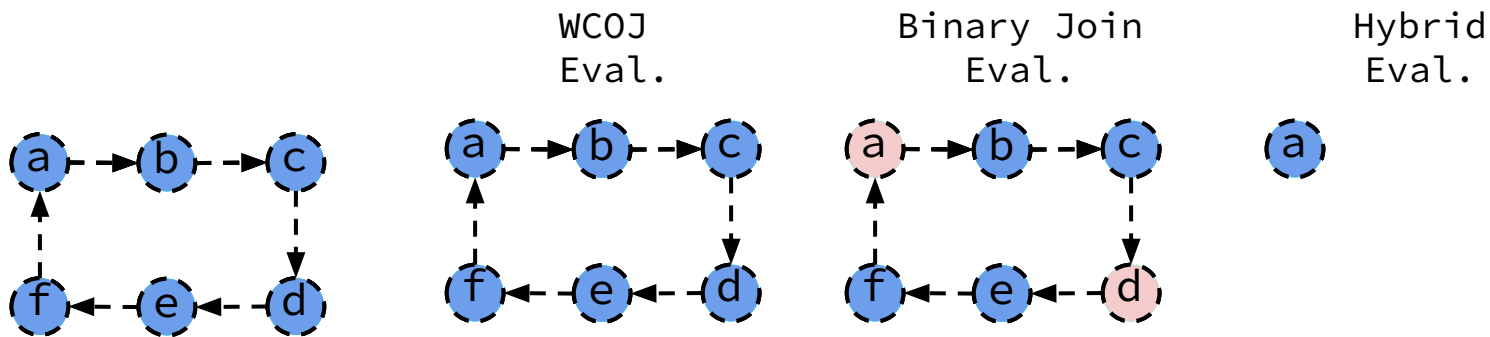 WCOJ
Eval.
Binary Join
Eval.
Hybrid
Eval.
a b c
f e d
a b c
f e d
a b c
f e d
a